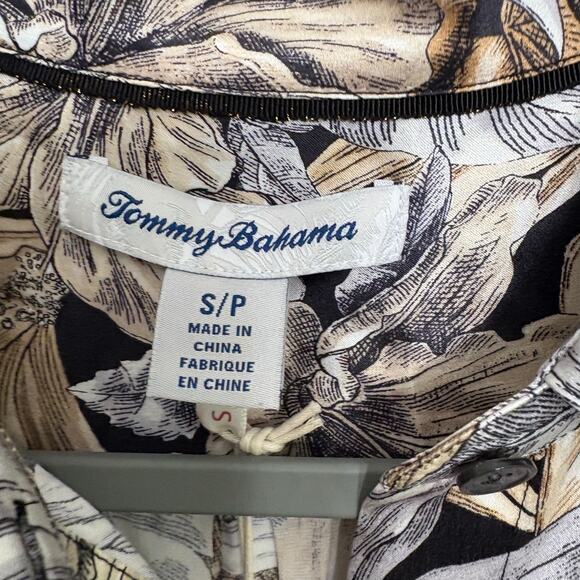 Tommy Bahama
S/P
MADE IN
CHINA
FABRIQUE
EN CHINE
S